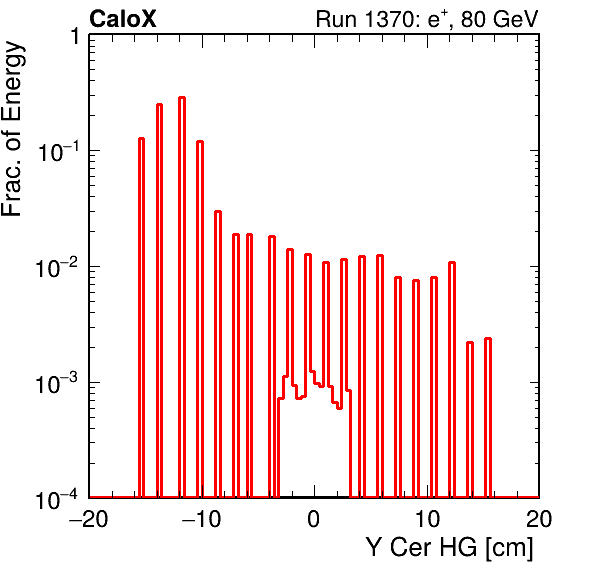 CaloX Run 1370: e⁺, 80 GeV
Frac. of Energy
1
10⁻¹
10⁻²
10⁻³
10⁻⁴
−20 −10 0 10 20
Y Cer HG [cm]